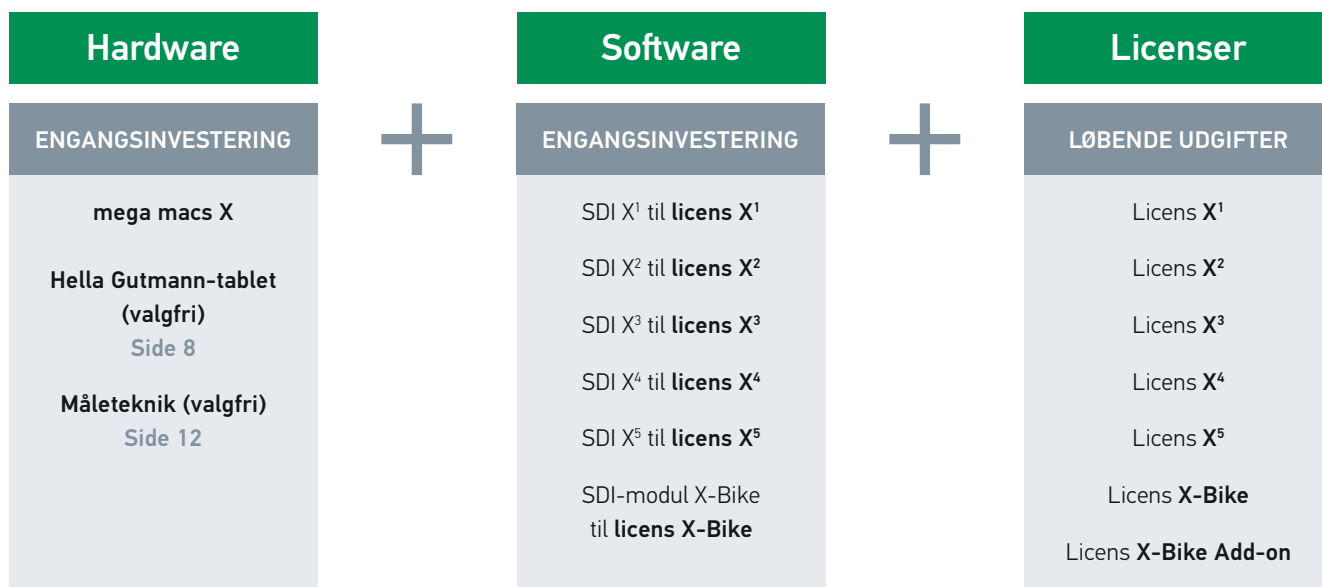 Hardware
ENGANGSINVESTERING
mega macs X
Hella Gutmann-tablet
(valgfri)
Side 8
Måleteknik (valgfri)
Side 12
+
Software
ENGANGSINVESTERING
SDI X¹ til licens X¹
SDI X² til licens X²
SDI X³ til licens X³
SDI X⁴ til licens X⁴
SDI X⁵ til licens X⁵
SDI-modul X-Bike
til licens X-Bike
+
Licenser
LØBENDE UDGIFTER
Licens X¹
Licens X²
Licens X³
Licens X⁴
Licens X⁵
Licens X-Bike
Licens X-Bike Add-on